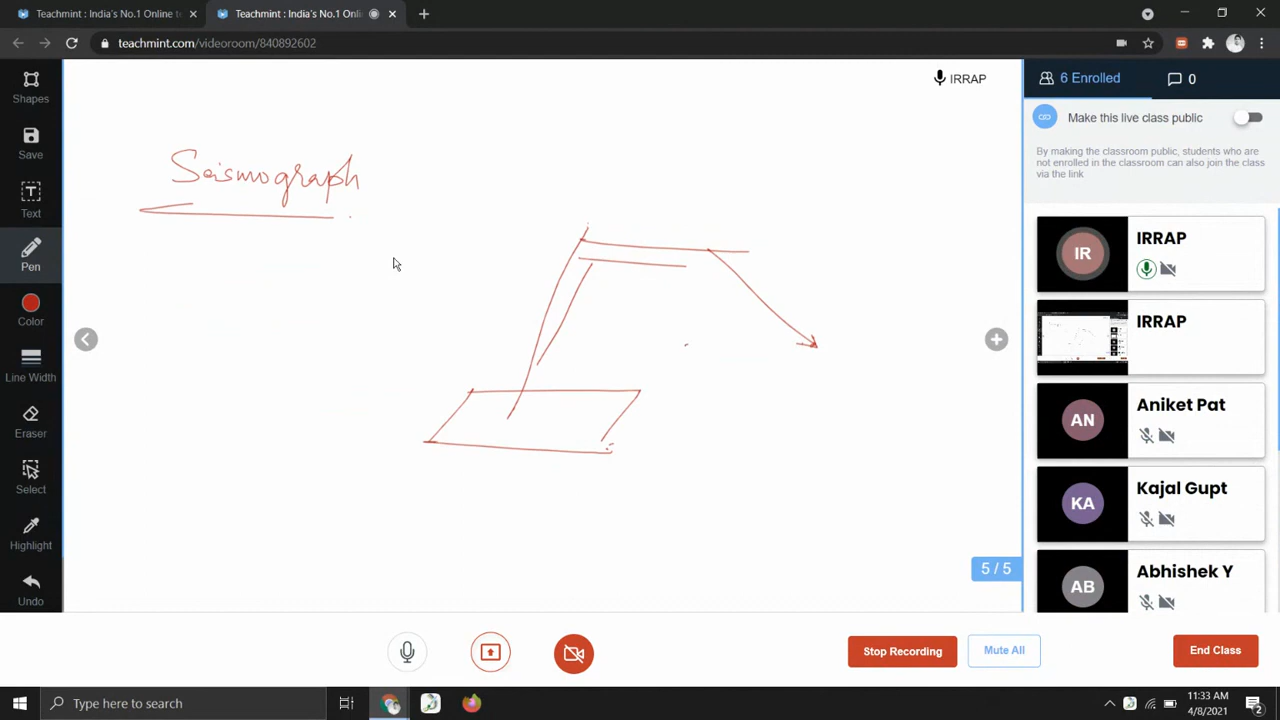 Teachmint : India's No.1 Online te
Teachmint : India's No.1 Onli
teachmint.com/videoroom/840892602
Shapes
Save
Text
Pen
Color
Line Width
Eraser
Select
Highlight
Undo
IRRAP
Seismograph
5 / 5
6 Enrolled
0
Make this live class public
By making the classroom public, students who are
not enrolled in the classroom can also join the class
via the link
IR
IRRAP
IRRAP
AN
Aniket Pat
KA
Kajal Gupt
AB
Abhishek Y
Stop Recording
Mute All
End Class
Type here to search
11:33 AM
4/8/2021
2